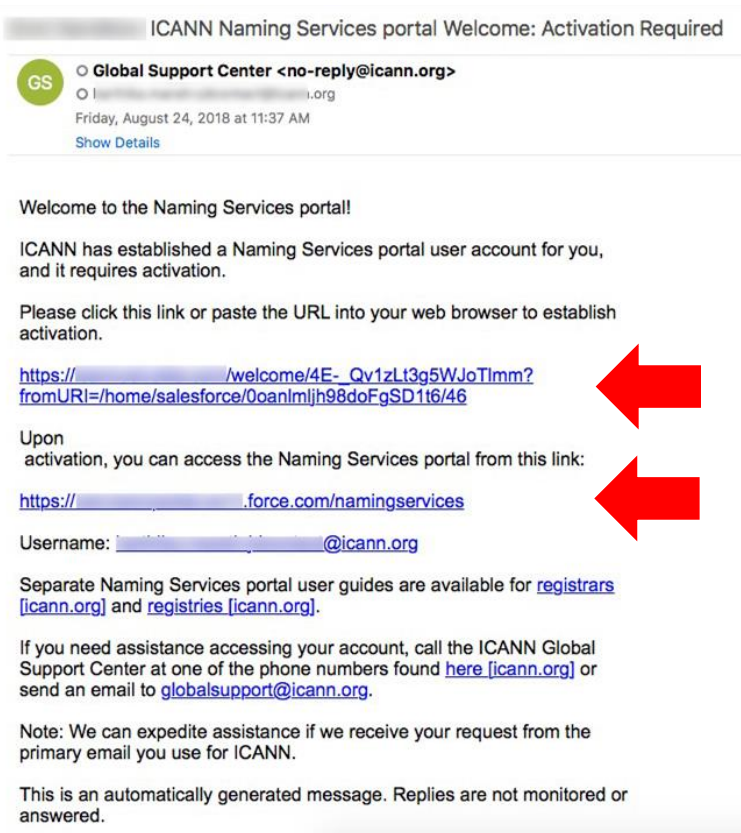 ICANN Naming Services portal Welcome: Activation Required
GS
Global Support Center <no-reply@icann.org>
.org
Friday, August 24, 2018 at 11:37 AM
Show Details
Welcome to the Naming Services portal!
ICANN has established a Naming Services portal user account for you,
and it requires activation.
Please click this link or paste the URL into your web browser to establish
activation.
https:// /welcome/4E-_Qv1zLt3g5WJoTlmm?
fromURI=/home/salesforce/0oanlmljh98doFgSD1t6/46
Upon
activation, you can access the Naming Services portal from this link:
https:// .force.com/namingservices
Username: @icann.org
Separate Naming Services portal user guides are available for registrars
[icann.org] and registries [icann.org].
If you need assistance accessing your account, call the ICANN Global
Support Center at one of the phone numbers found here [icann.org] or
send an email to globalsupport@icann.org.
Note: We can expedite assistance if we receive your request from the
primary email you use for ICANN.
This is an automatically generated message. Replies are not monitored or
answered.